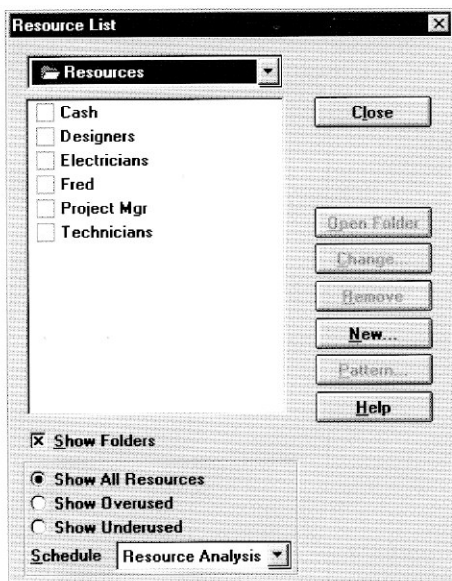 Resource List
Resources
Cash
Designers
Electricians
Fred
Project Mgr
Technicians
Close
Open Folder
Change...
Remove
New...
Pattern...
Help
Show Folders
Show All Resources
Show Overused
Show Underused
Schedule Resource Analysis